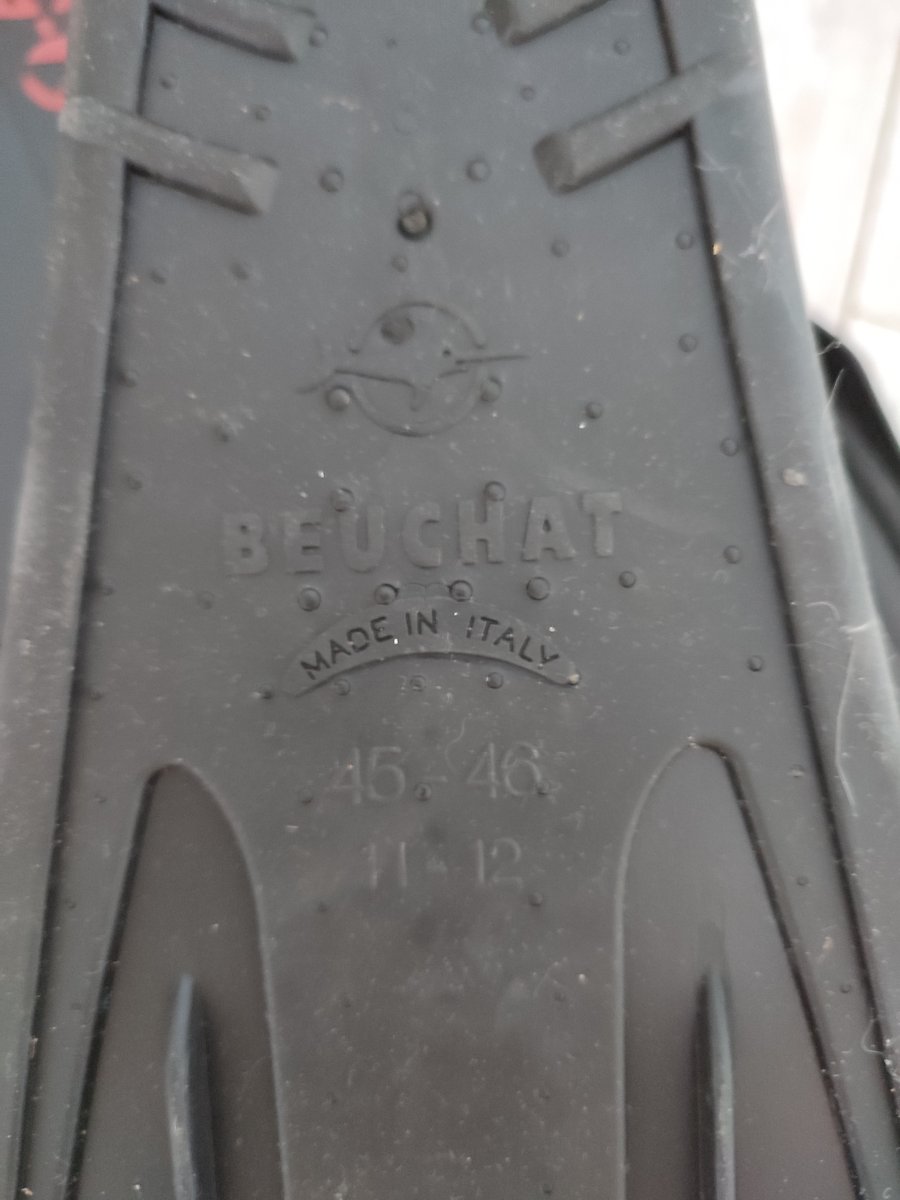 BEUCHAT
MADE IN ITALY
45-46
11-12